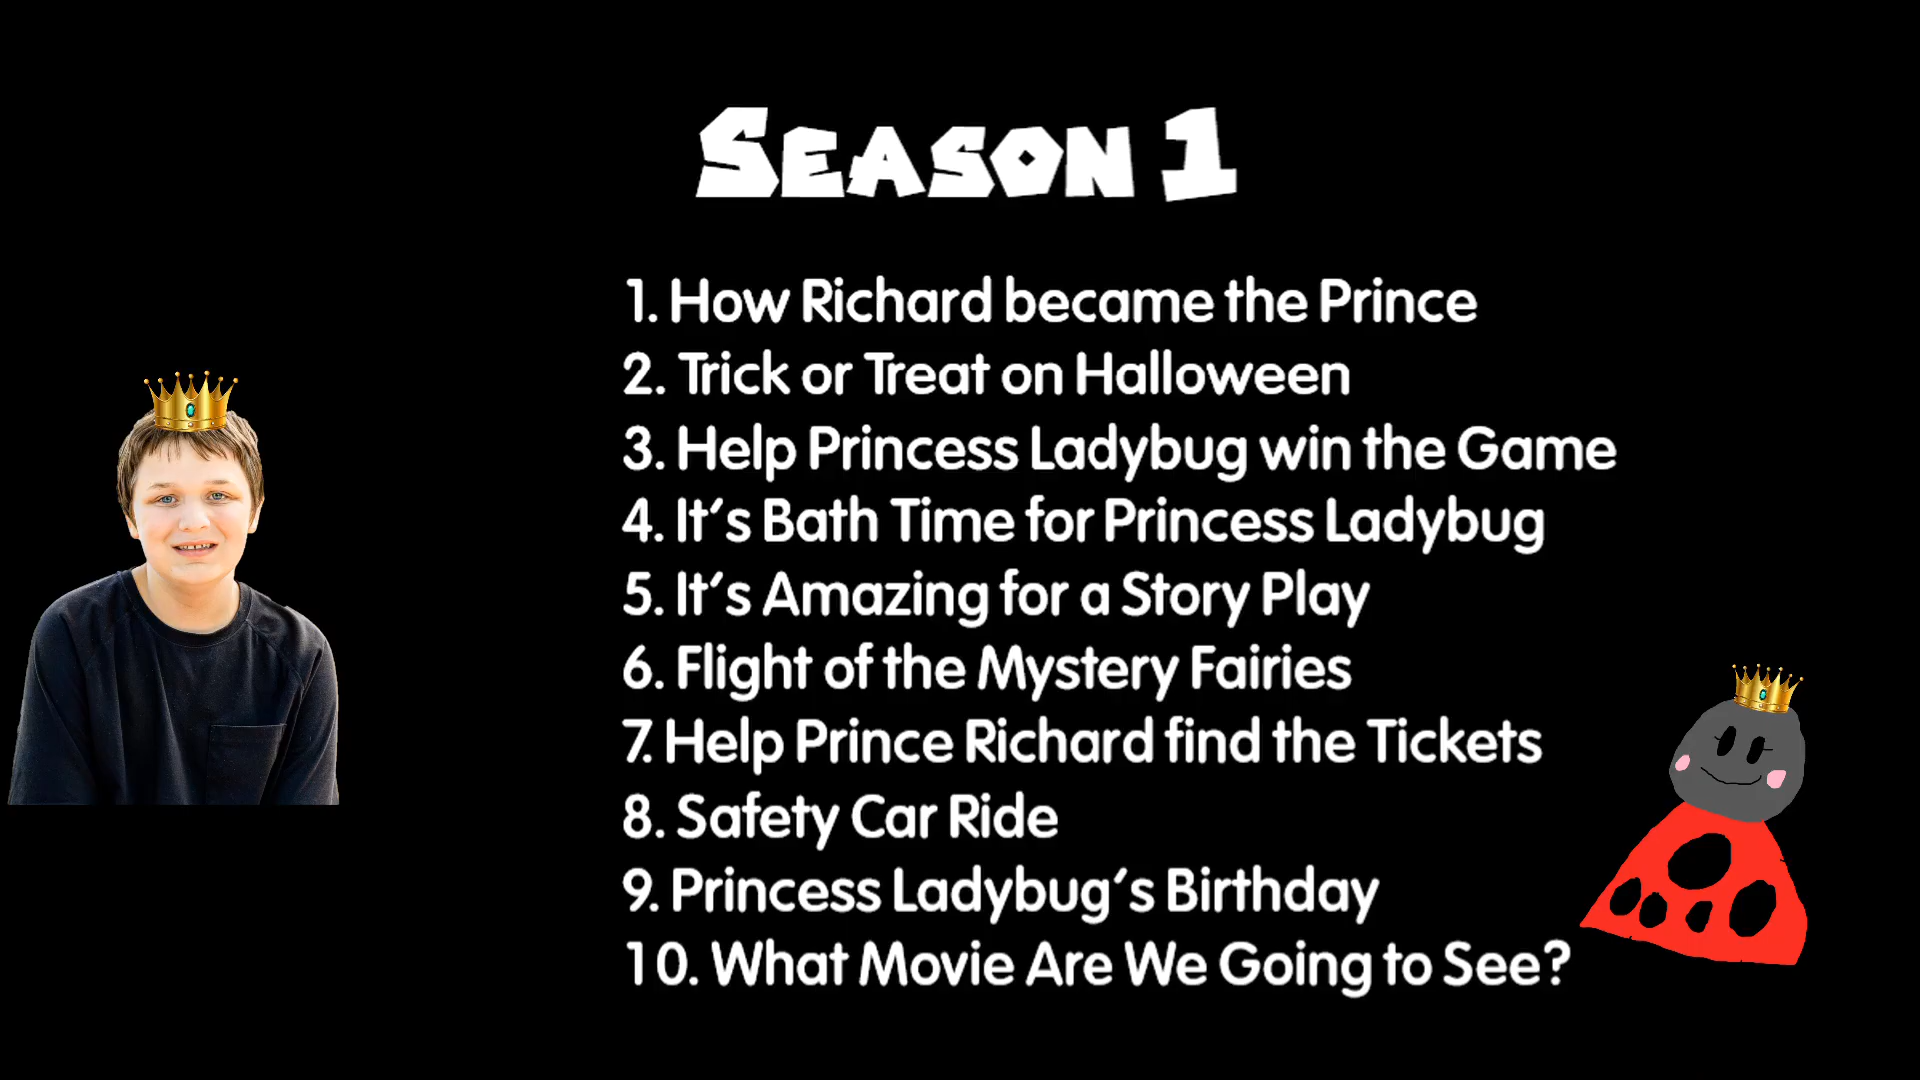 Season 1
1. How Richard became the Prince
2. Trick or Treat on Halloween
3. Help Princess Ladybug win the Game
4. It's Bath Time for Princess Ladybug
5. It's Amazing for a Story Play
6. Flight of the Mystery Fairies
7. Help Prince Richard find the Tickets
8. Safety Car Ride
9. Princess Ladybug's Birthday
10. What Movie Are We Going to See?